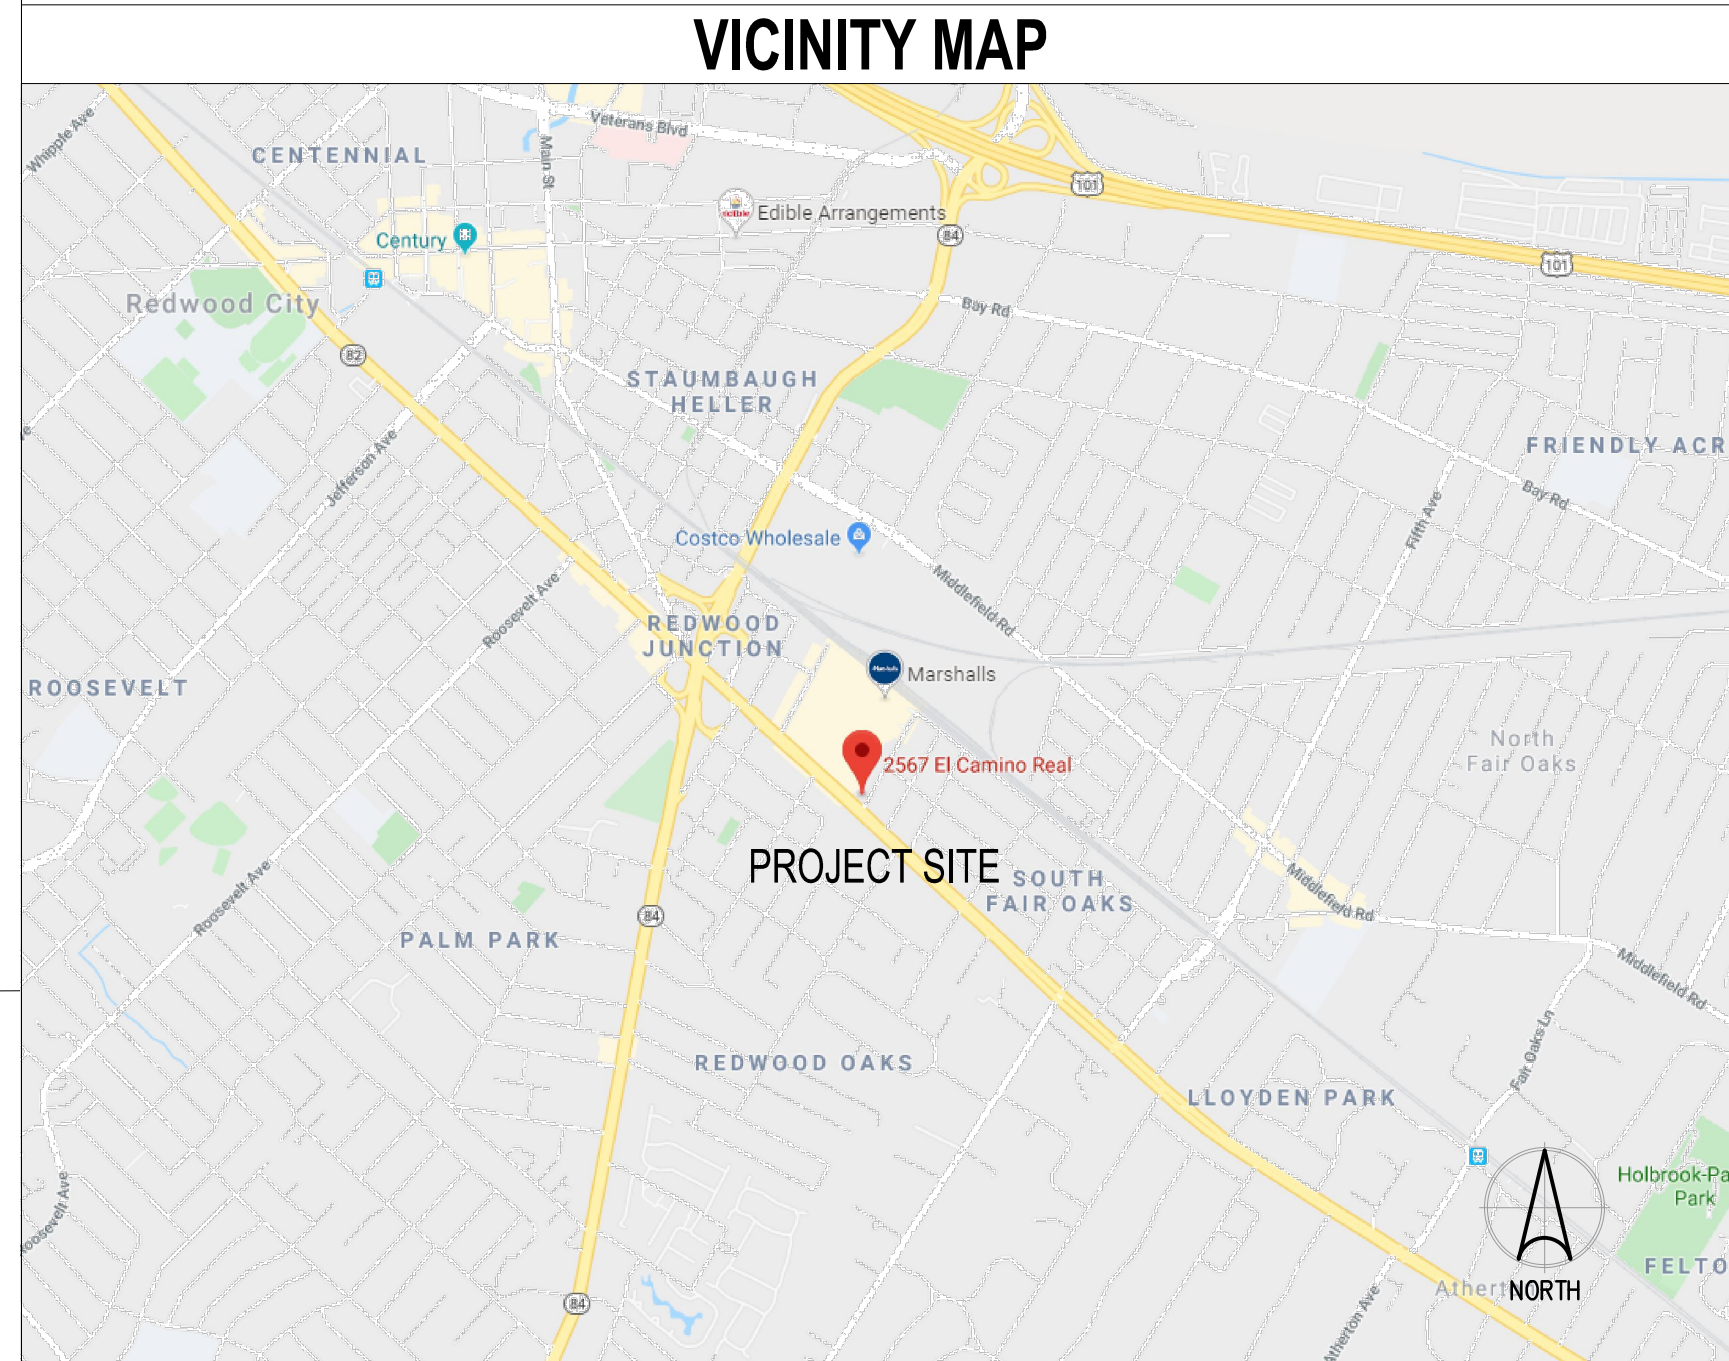 VICINITY MAP
Whipple Ave
Veterans Blvd
Main St
CENTENNIAL
101
Edible Arrangements
Century
84
101
Redwood City
Bay Rd
82
STAUMBAUGH
HELLER
FRIENDLY ACR
Jefferson Ave
Bay Rd
Fifth Ave
Costco Wholesale
Middlefield Rd
Roosevelt Ave
REDWOOD
JUNCTION
Marshalls
ROOSEVELT
North
Fair Oaks
2567 El Camino Real
PROJECT SITE
SOUTH
FAIR OAKS
Middlefield Rd
Roosevelt Ave
84
PALM PARK
Middlefield Rd
Fair Oaks Ln
REDWOOD OAKS
LLOYDEN PARK
Holbrook-Pa
Park
Roosevelt Ave
FELTO
Athert
NORTH
84
Atherton Ave